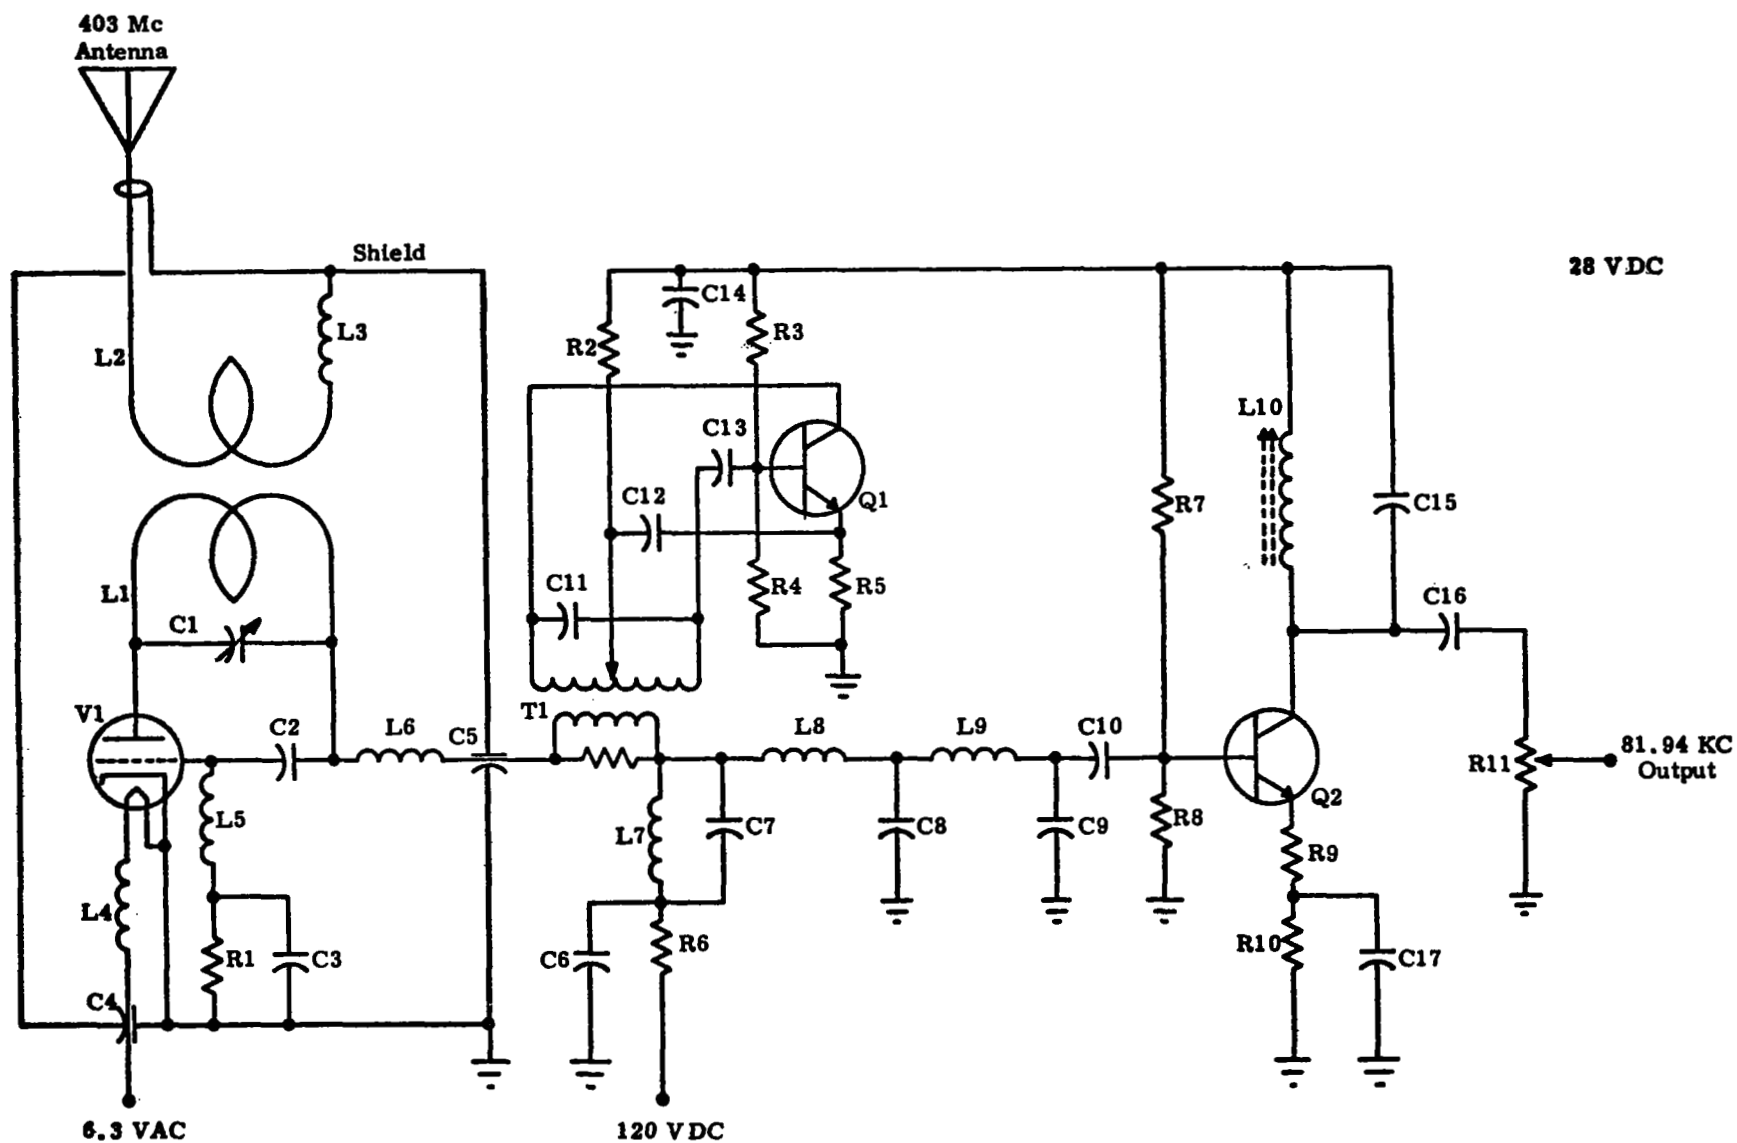 403 Mc
Antenna
Shield
28 VDC
C14
L3
R3
R2
L2
L10
C13
C12
Q1
R7
C15
C11
R4
R5
L1
C16
C1
T1
V1
C2
L6
C5
L8
L9
C10
81.94 KC
Output
R11
Q2
L5
L7
C7
C8
C9
R8
R9
L4
R1
C3
C6
R6
R10
C17
C4
6.3 VAC
120 VDC